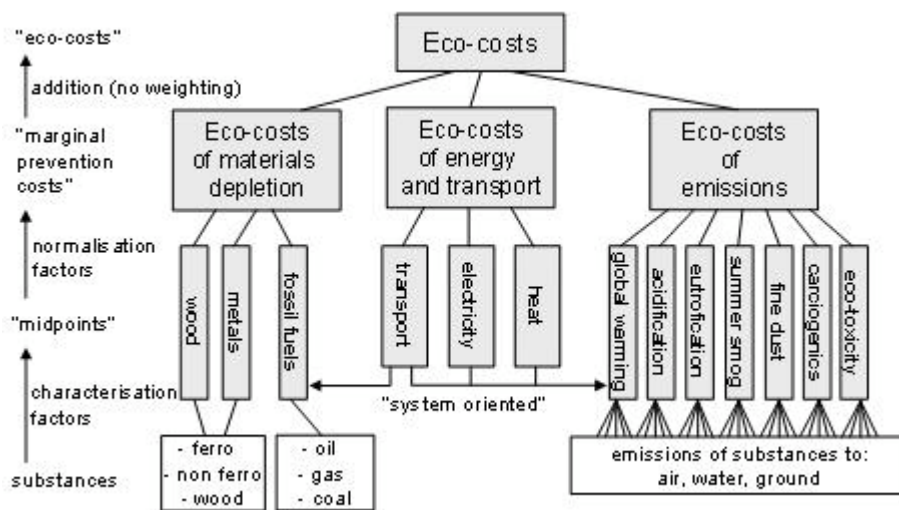 "eco-costs"
Eco-costs
addition (no weighting)
"marginal
prevention
costs"
Eco-costs
of materials
depletion
Eco-costs
of energy
and transport
Eco-costs
of
emissions
normalisation
factors
wood
metals
fossil fuels
transport
electricity
heat
global warming
acidification
eutrofication
summer smog
fine dust
carciogenics
eco-toxicity
"midpoints"
characterisation
factors
"system oriented"
substances
- ferro
- non ferro
- wood
- oil
- gas
- coal
emissions of substances to:
air, water, ground